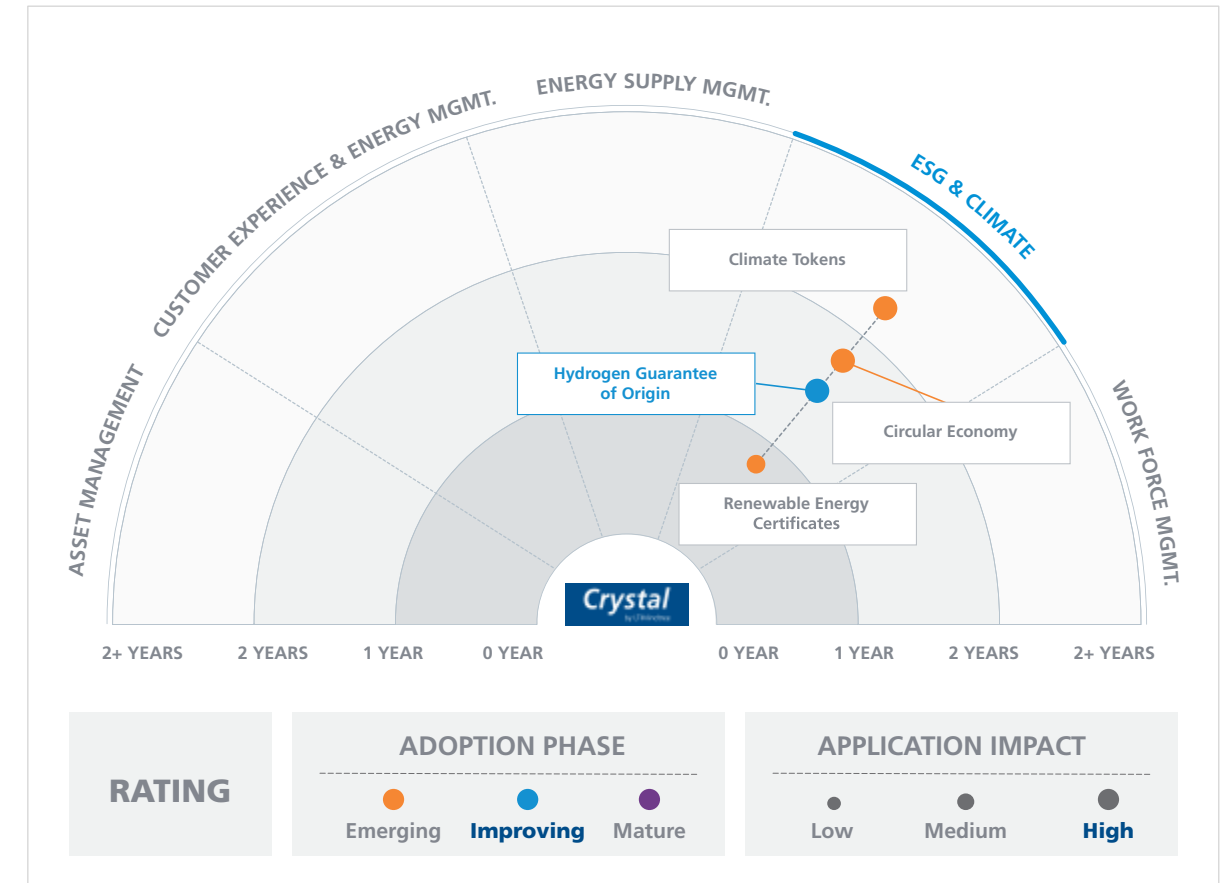 ENERGY SUPPLY MGMT.
CUSTOMER EXPERIENCE & ENERGY MGMT.
ESG & CLIMATE
ASSET MANAGEMENT
WORK FORCE MGMT.
Climate Tokens
Hydrogen Guarantee
of Origin
Circular Economy
Renewable Energy
Certificates
Crystal
2+ YEARS 2 YEARS 1 YEAR 0 YEAR 0 YEAR 1 YEAR 2 YEARS 2+ YEARS
RATING
ADOPTION PHASE
Emerging Improving Mature
APPLICATION IMPACT
Low Medium High